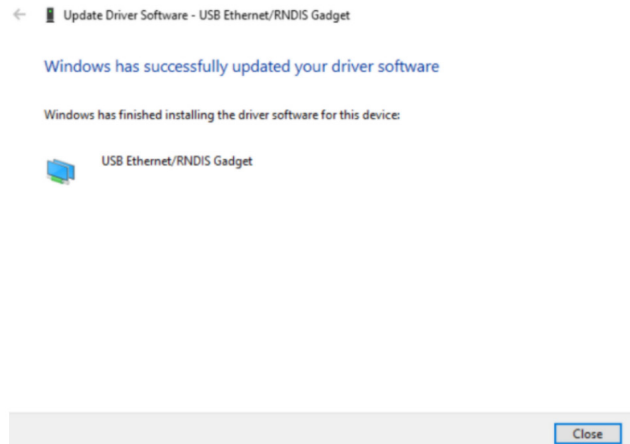 Update Driver Software - USB Ethernet/RNDIS Gadget
Windows has successfully updated your driver software
Windows has finished installing the driver software for this device:
USB Ethernet/RNDIS Gadget
Close